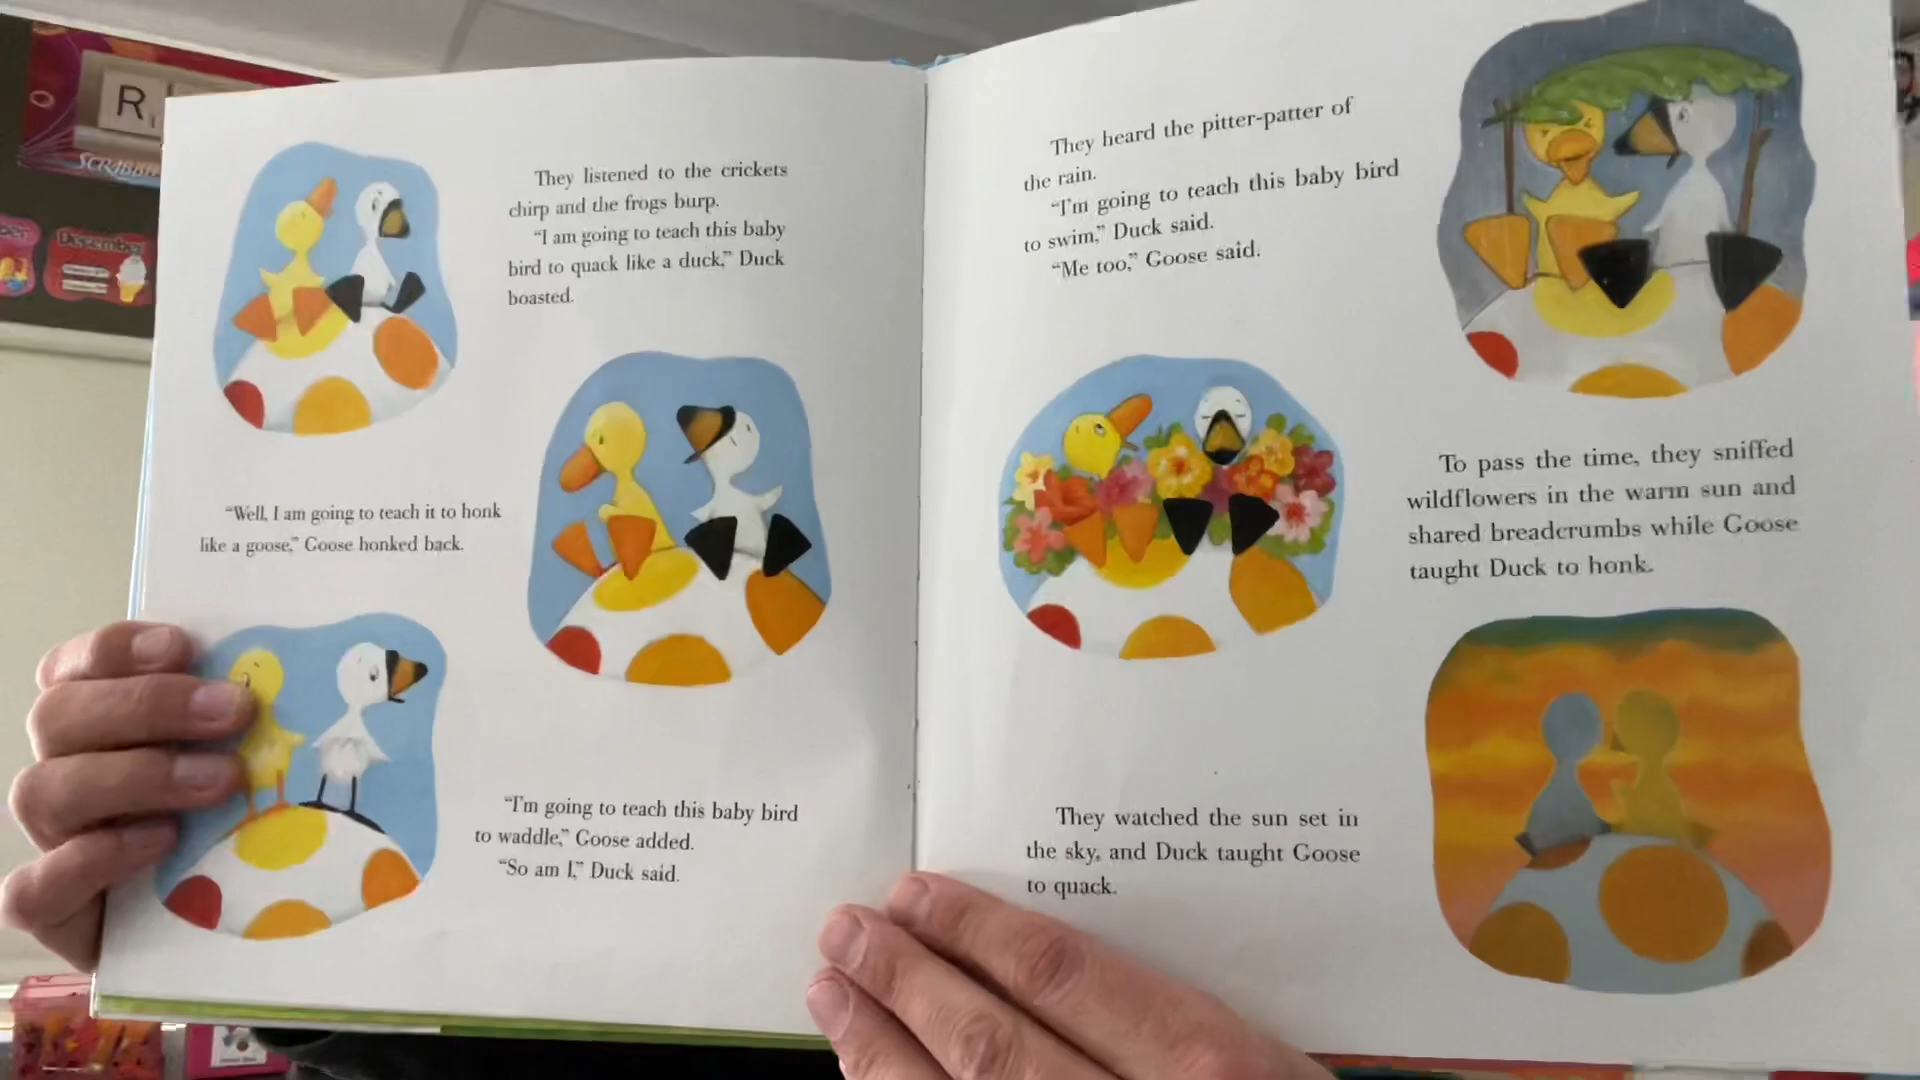 R
SCRABB
December
They listened to the crickets
chirp and the frogs burp.
“I am going to teach this baby
bird to quack like a duck,” Duck
boasted.
“Well, I am going to teach it to honk
like a goose,” Goose honked back.
“I'm going to teach this baby bird
to waddle,” Goose added.
“So am I,” Duck said.
They heard the pitter-patter of
the rain.
“I'm going to teach this baby bird
to swim,” Duck said.
“Me too,” Goose said.
To pass the time, they sniffed
wildflowers in the warm sun and
shared breadcrumbs while Goose
taught Duck to honk.
They watched the sun set in
the sky, and Duck taught Goose
to quack.